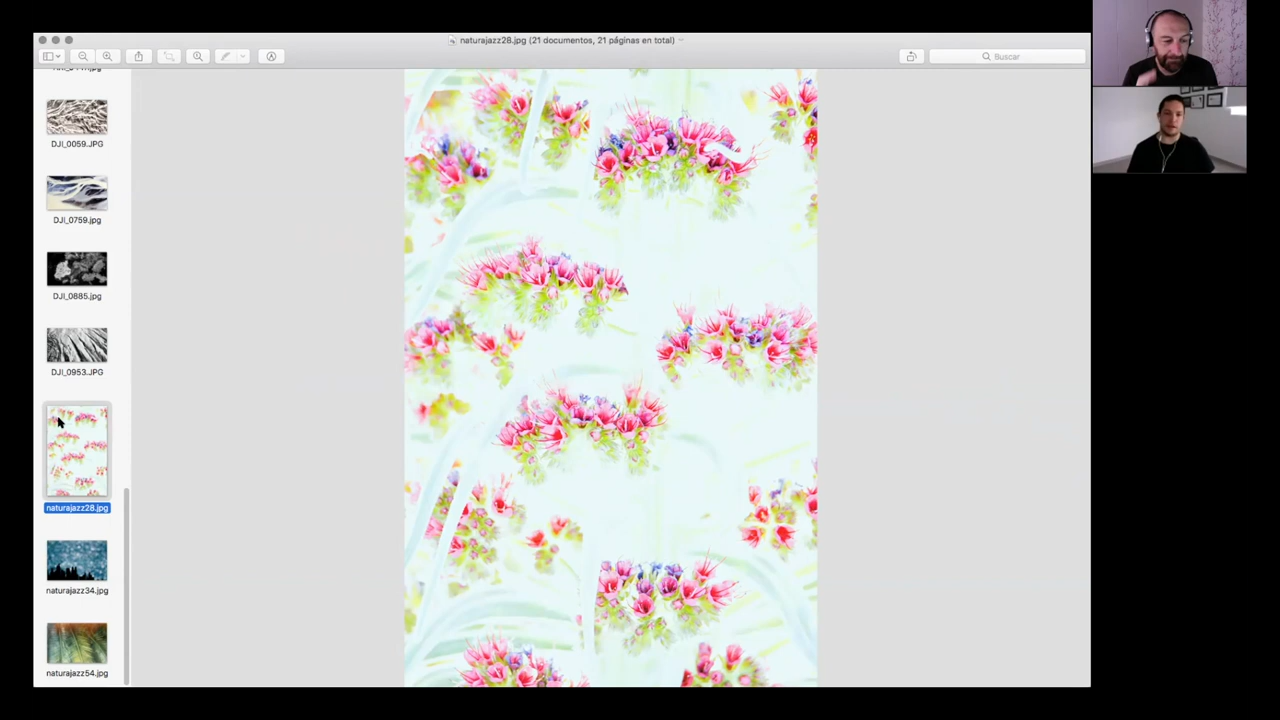 naturajazz28.jpg (21 documentos, 21 páginas en total)
Buscar
DJI_0059.JPG
DJI_0759.jpg
DJI_0885.jpg
DJI_0953.JPG
naturajazz28.jpg
naturajazz34.jpg
naturajazz54.jpg